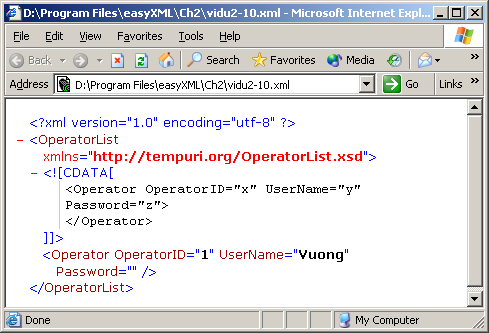 D:\Program Files\easyXML\Ch2\vidu2-10.xml - Microsoft Internet Expl...
File Edit View Favorites Tools Help
Back Search Favorites Media »
Address D:\Program Files\easyXML\Ch2\vidu2-10.xml Go Links »
<?xml version="1.0" encoding="utf-8" ?>
- <OperatorList
xmlns="http://tempuri.org/OperatorList.xsd">
- <![CDATA[
<Operator OperatorID="x" UserName="y"
Password="z">
</Operator>
]]>
<Operator OperatorID="1" UserName="Vuong"
Password="" />
</OperatorList>
Done My Computer